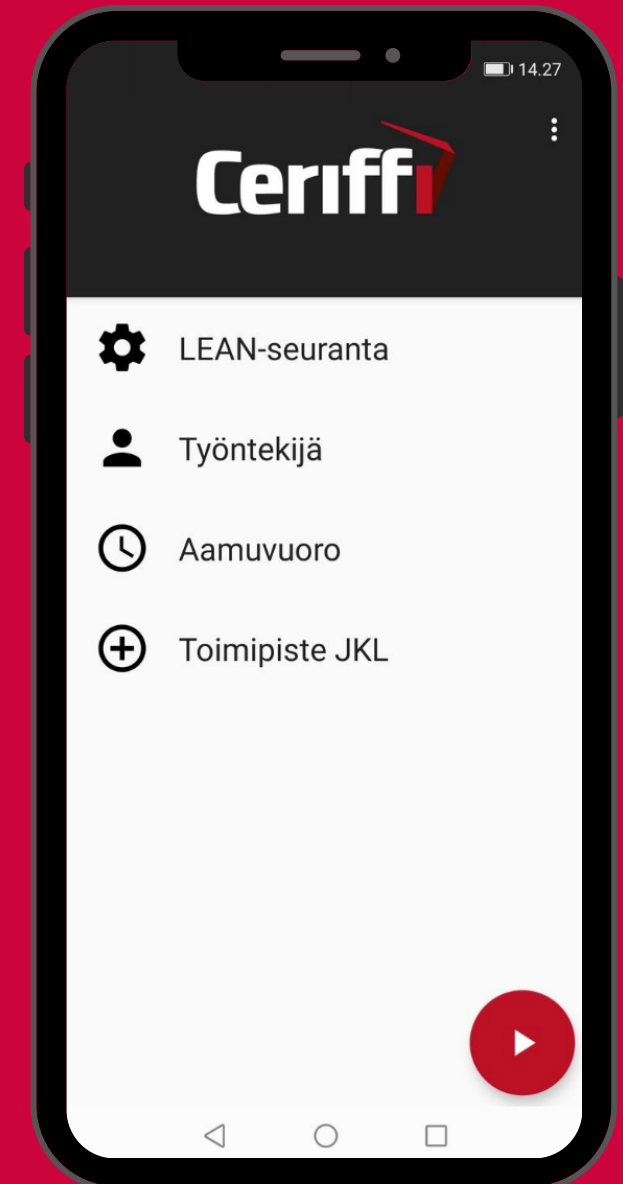 14.27
Ceriffi
LEAN-seuranta
Työntekijä
Aamuvuoro
Toimipiste JKL